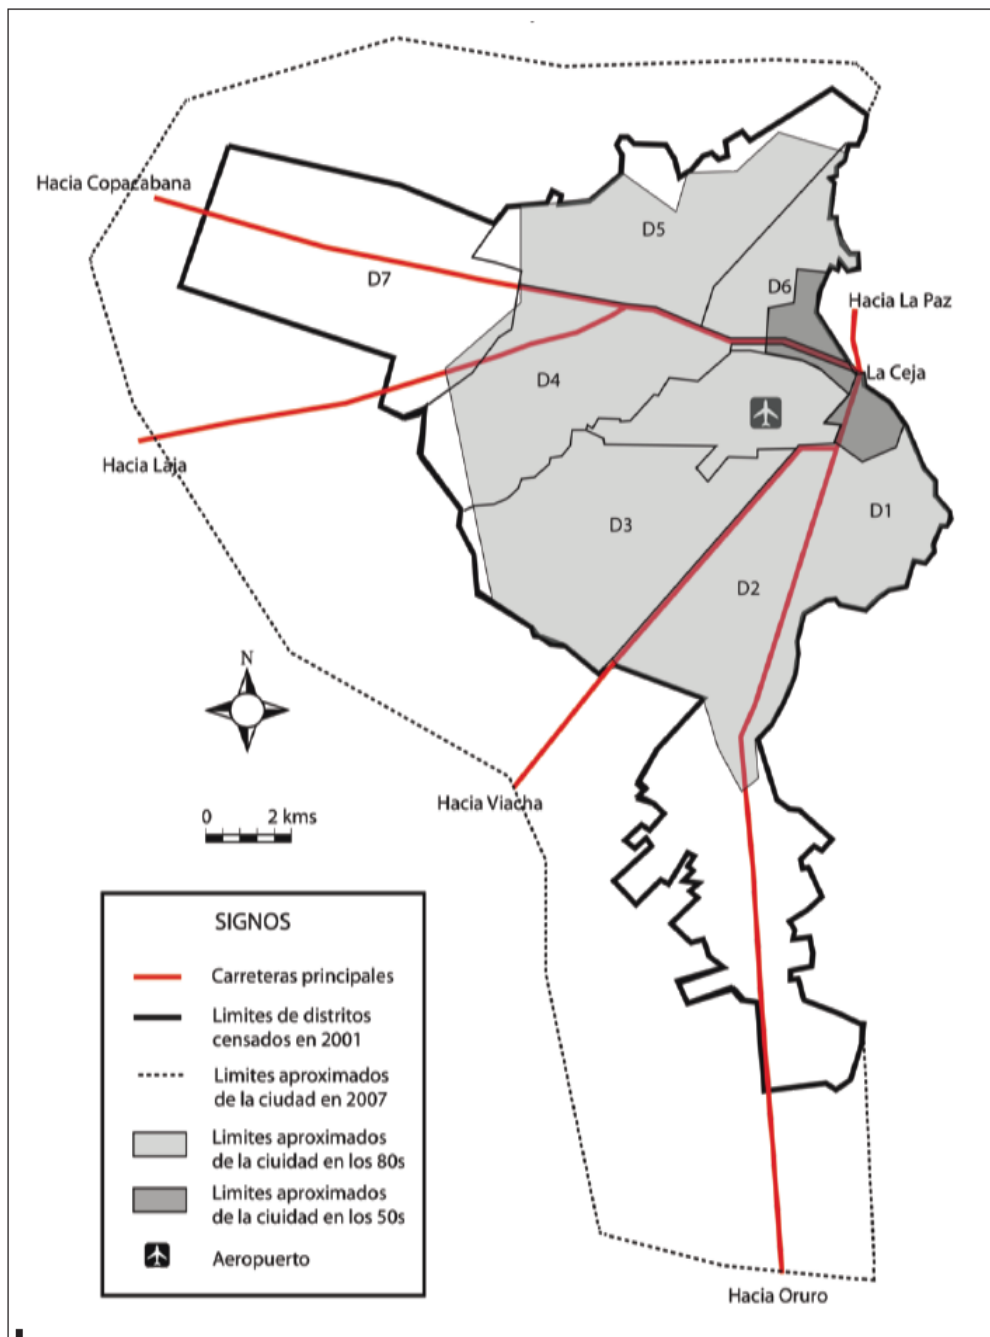 Hacia Copacabana
D5
D7
D6
Hacia La Paz
La Ceja
D4
Hacia Laja
D3
D1
D2
N
Hacia Viacha
0 2 kms
SIGNOS
Carreteras principales
Limites de distritos
censados en 2001
Limites aproximados
de la ciudad en 2007
Limites aproximados
de la ciuidad en los 80s
Limites aproximados
de la ciuidad en los 50s
Aeropuerto
Hacia Oruro